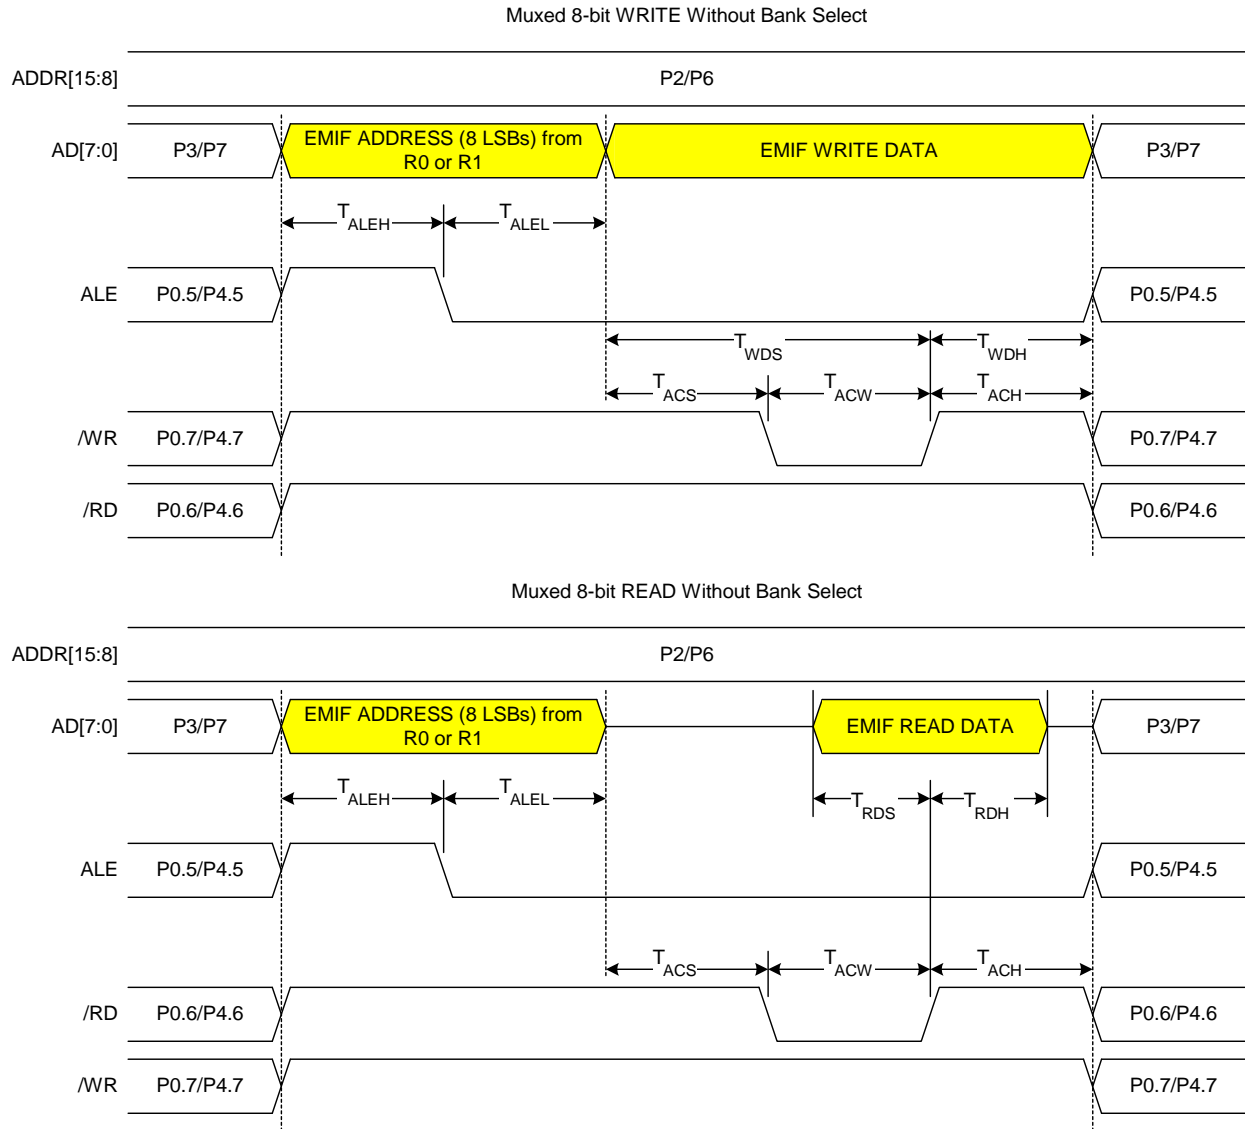 Muxed 8-bit WRITE Without Bank Select
ADDR[15:8] P2/P6
AD[7:0] P3/P7 EMIF ADDRESS (8 LSBs) from R0 or R1 EMIF WRITE DATA P3/P7
TALEH TALEL
ALE P0.5/P4.5 P0.5/P4.5
TWDS TWDH
TACS TACW TACH
/WR P0.7/P4.7 P0.7/P4.7
/RD P0.6/P4.6 P0.6/P4.6
Muxed 8-bit READ Without Bank Select
ADDR[15:8] P2/P6
AD[7:0] P3/P7 EMIF ADDRESS (8 LSBs) from R0 or R1 EMIF READ DATA P3/P7
TALEH TALEL TRDS TRDH
ALE P0.5/P4.5 P0.5/P4.5
TACS TACW TACH
/RD P0.6/P4.6 P0.6/P4.6
/WR P0.7/P4.7 P0.7/P4.7